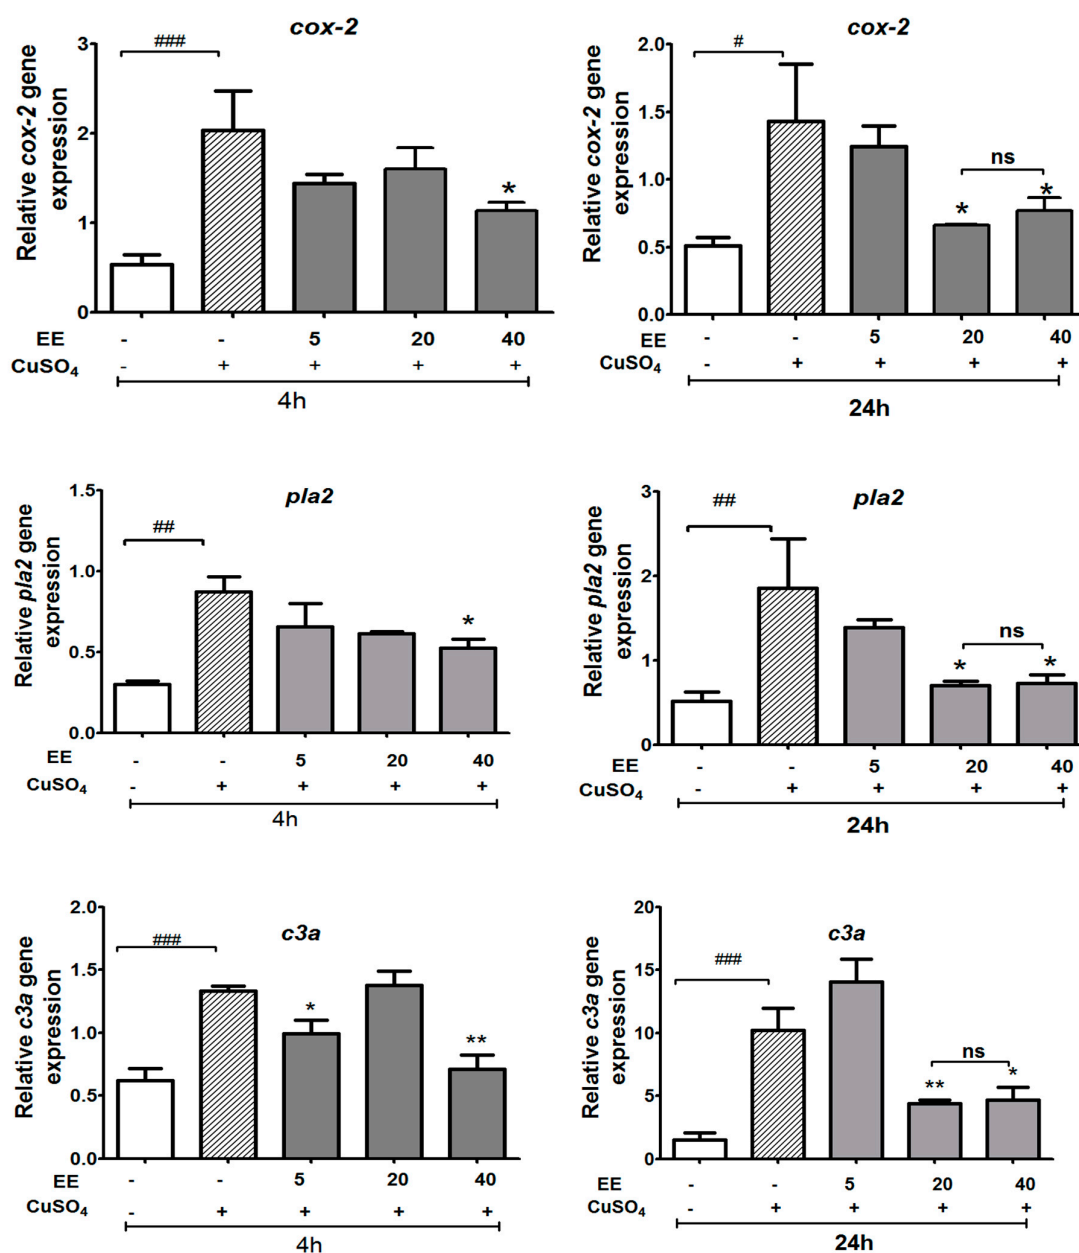 cox-2
###
3
2
1
0
Relative cox-2 gene
expression
*
EE - - 5 20 40
CuSO4 - + + + +
4h
cox-2
#
2.0
1.5
1.0
0.5
0.0
Relative cox-2 gene
expression
ns
* *
EE - - 5 20 40
CuSO4 - + + + +
24h
pla2
##
1.5
1.0
0.5
0.0
Relative pla2 gene
expression
*
EE - - 5 20 40
CuSO4 - + + + +
4h
pla2
##
3
2
1
0
Relative pla2 gene
expression
ns
* *
EE - - 5 20 40
CuSO4 - + + + +
24h
c3a
###
2.0
1.5
1.0
0.5
0.0
Relative c3a gene
expression
* **
EE - - 5 20 40
CuSO4 - + + + +
4h
c3a
###
20
15
10
5
0
Relative c3a gene
expression
ns
** *
EE - - 5 20 40
CuSO4 - + + + +
24h